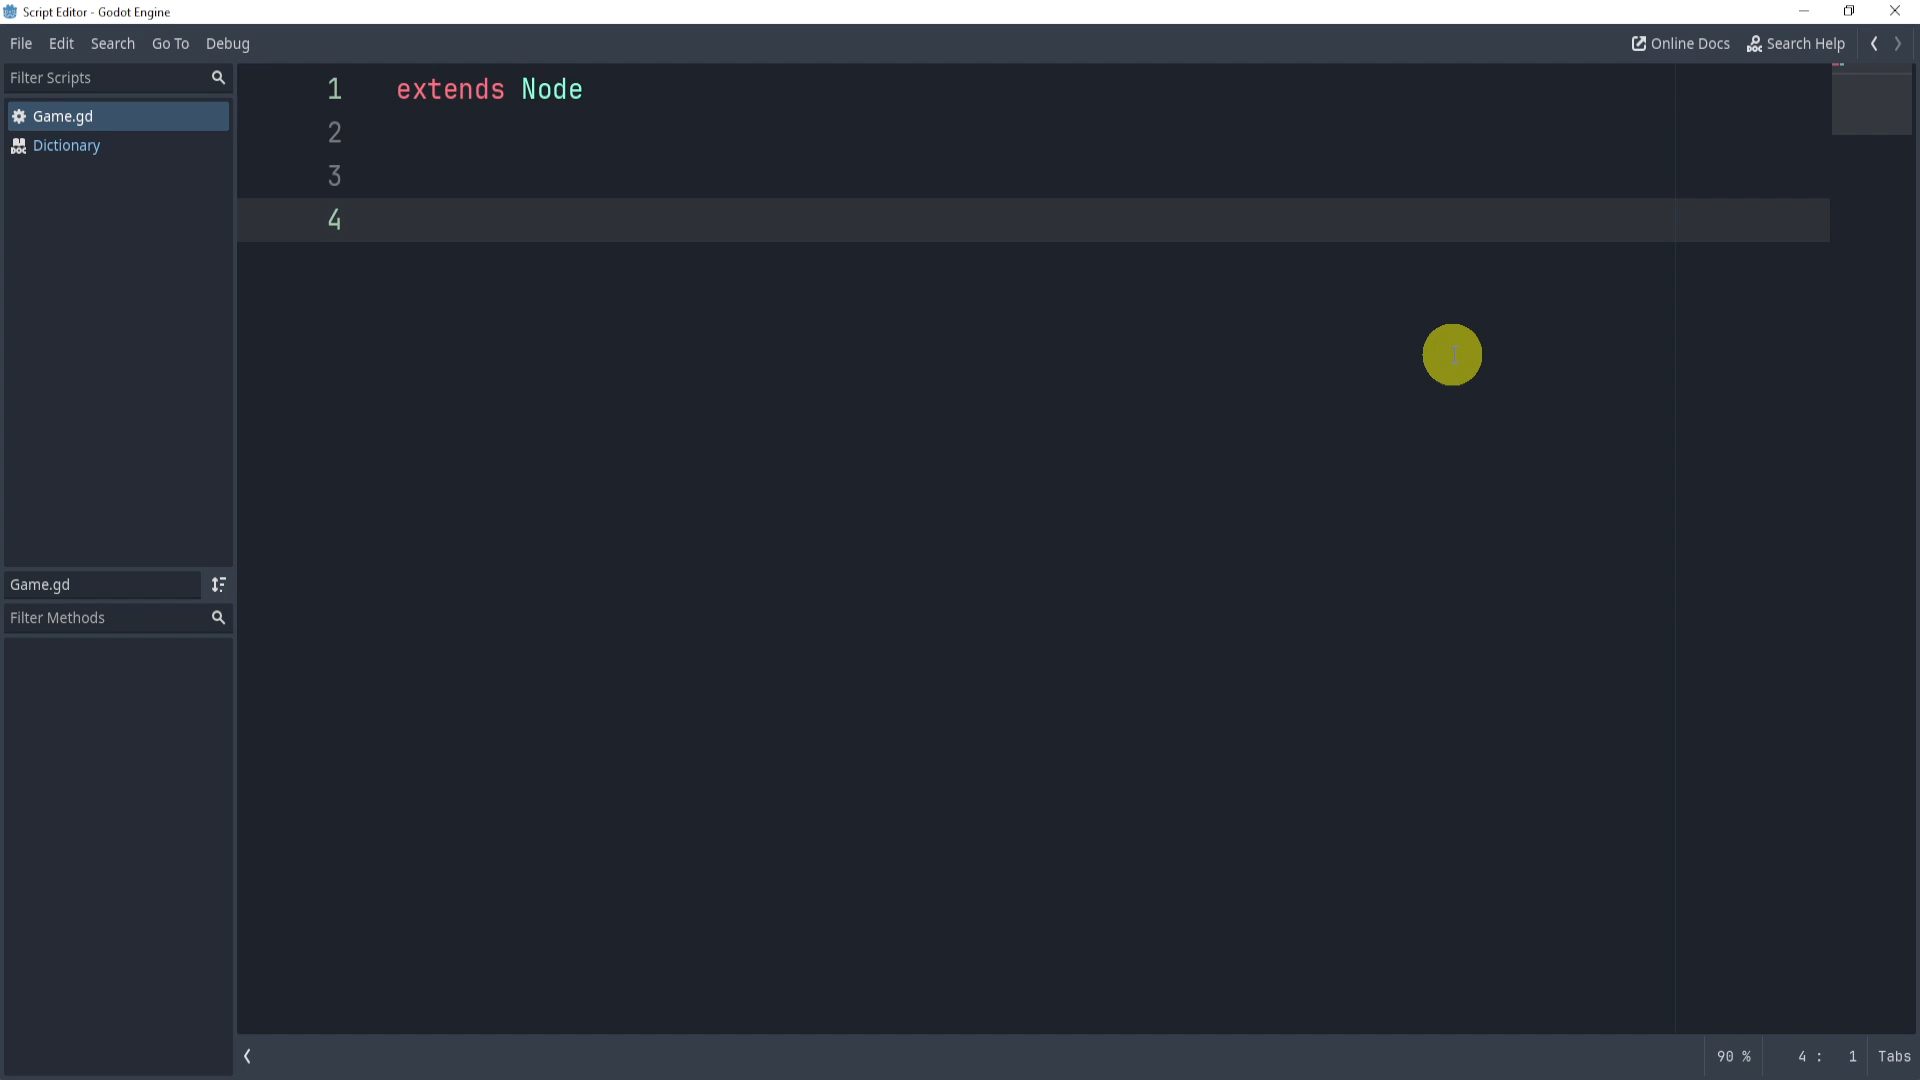 Script Editor - Godot Engine
File Edit Search Go To Debug
Online Docs Search Help
Filter Scripts
Game.gd
Dictionary
1 extends Node
2
3
4
Game.gd
Filter Methods
90 % 4 : 1 Tabs